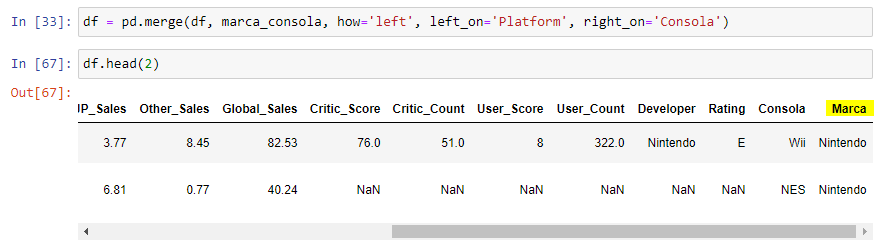 In [33]: df = pd.merge(df, marca_consola, how='left', left_on='Platform', right_on='Consola')
In [67]: df.head(2)
Out[67]:
JP_Sales Other_Sales Global_Sales Critic_Score Critic_Count User_Score User_Count Developer Rating Consola Marca
3.77 8.45 82.53 76.0 51.0 8 322.0 Nintendo E Wii Nintendo
6.81 0.77 40.24 NaN NaN NaN NaN NaN NaN NES Nintendo